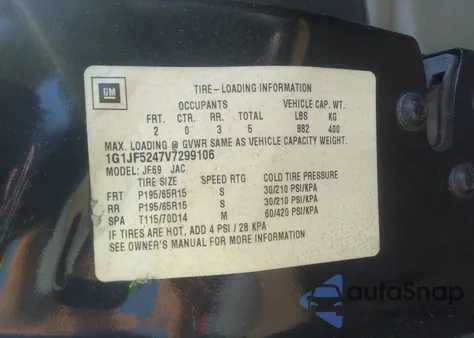 GM
TIRE-LOADING INFORMATION
OCCUPANTS VEHICLE CAP. WT.
FRT. CTR. RR. TOTAL LBS KG
2 0 3 5 882 400
MAX. LOADING @ GVWR SAME AS VEHICLE CAPACITY WEIGHT.
1G1JF5247V7299106
MODEL: JF69 JAC
TIRE SIZE SPEED RTG COLD TIRE PRESSURE
FRT P195/65R15 S 30/210 PSI/KPA
RR P195/65R15 S 30/210 PSI/KPA
SPA T115/70D14 M 60/420 PSI/KPA
IF TIRES ARE HOT, ADD 4 PSI / 28 KPA
SEE OWNER'S MANUAL FOR MORE INFORMATION
autoSnap